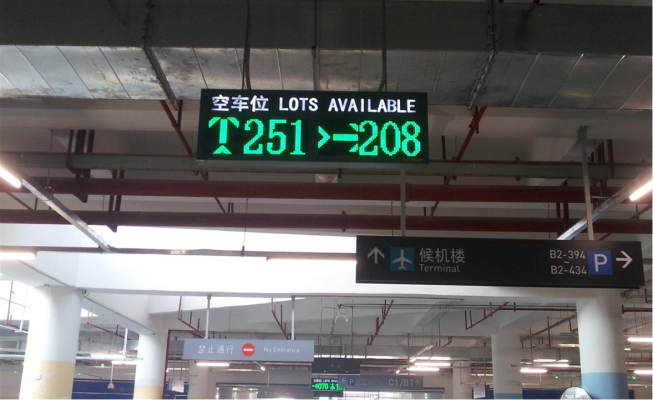 空车位 LOTS AVAILABLE
251 208
候机楼
Terminal
B2-394
~
B2-434
P
禁止通行 No Entrance
C1/B1